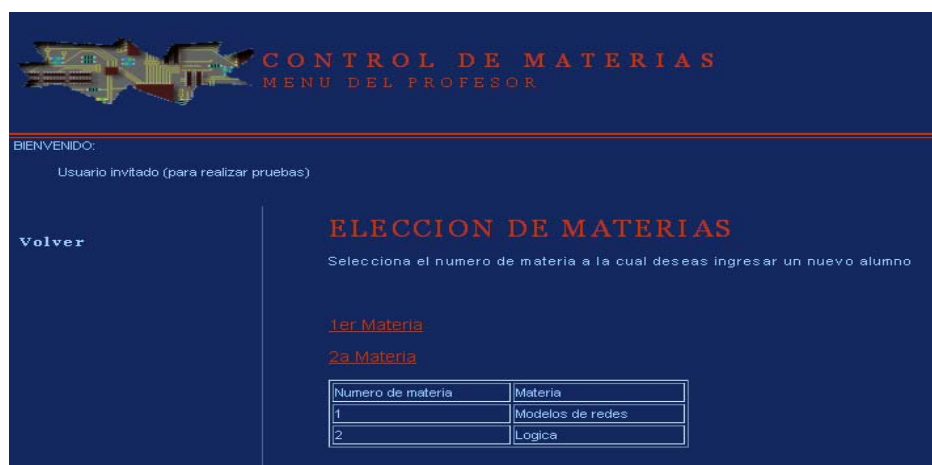 CONTROL DE MATERIAS
MENU DEL PROFESOR
BIENVENIDO:
Usuario invitado (para realizar pruebas)
Volver
ELECCION DE MATERIAS
Selecciona el numero de materia a la cual deseas ingresar un nuevo alumno
1er Materia
2a Materia
Numero de materia Materia
1 Modelos de redes
2 Logica